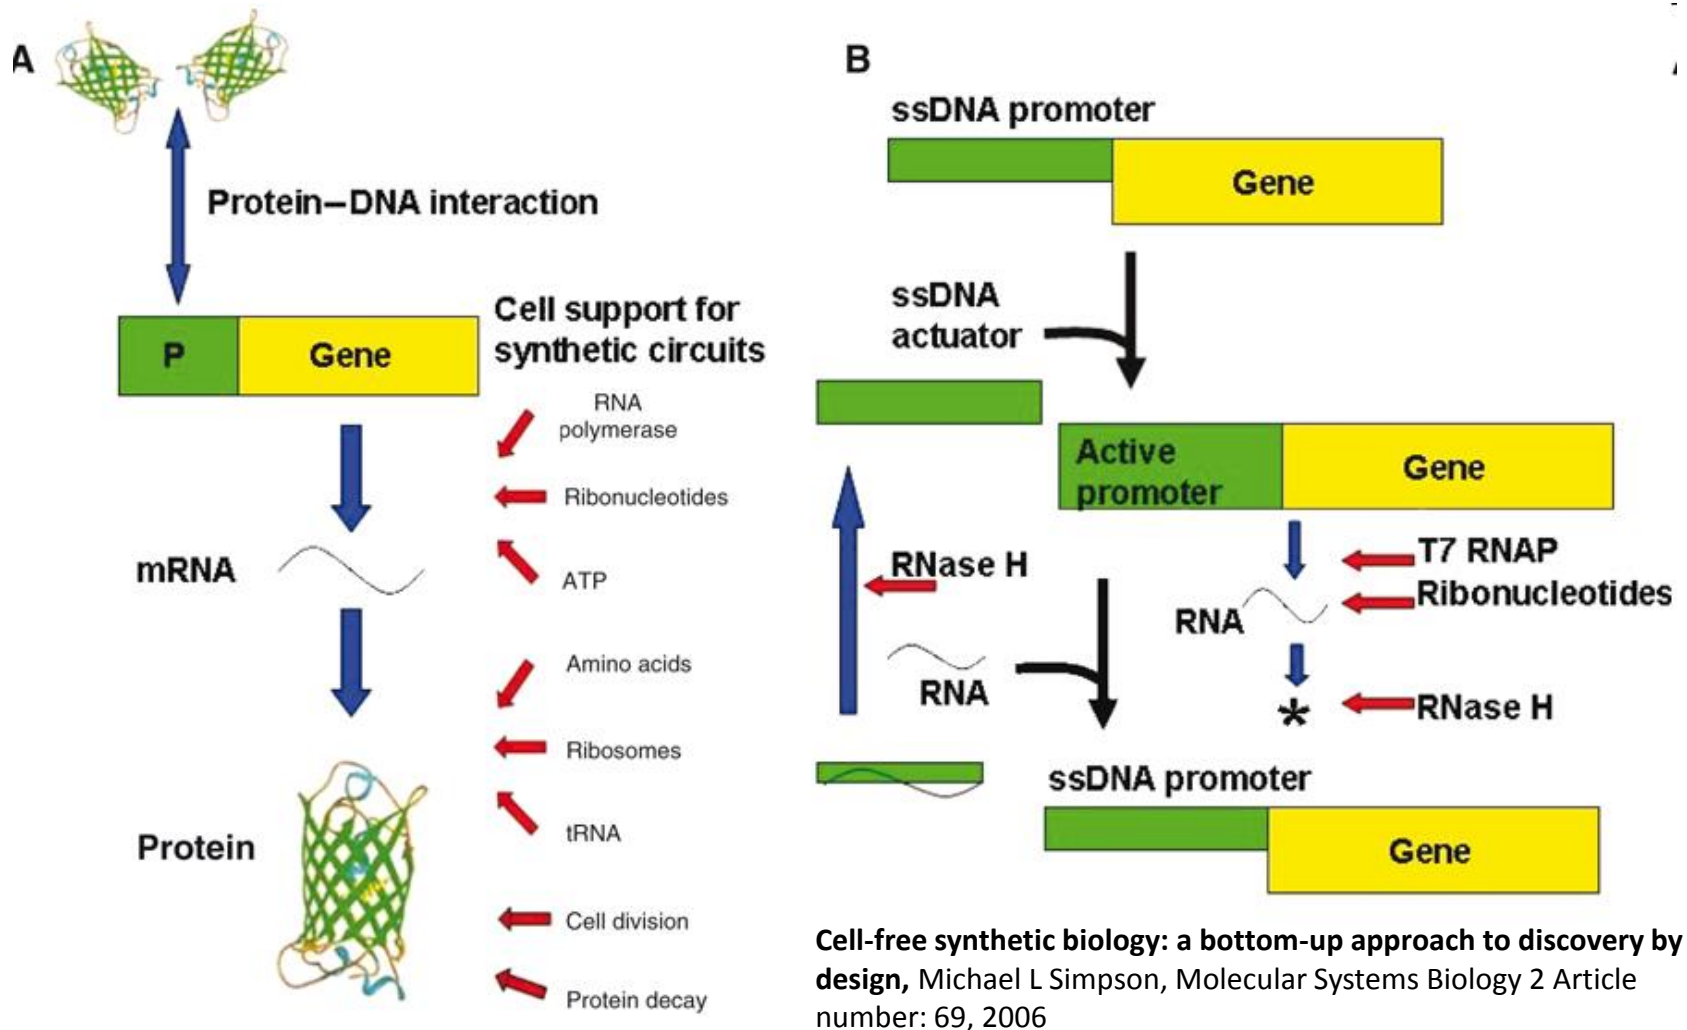 A
Protein–DNA interaction
P
Gene
Cell support for
synthetic circuits
RNA
polymerase
Ribonucleotides
mRNA
ATP
Amino acids
Ribosomes
tRNA
Protein
Cell division
Protein decay
B
ssDNA promoter
Gene
ssDNA
actuator
Active
promoter
Gene
T7 RNAP
Ribonucleotides
RNA
RNase H
*
RNase H
RNA
ssDNA promoter
Gene
Cell-free synthetic biology: a bottom-up approach to discovery by
design, Michael L Simpson, Molecular Systems Biology 2 Article
number: 69, 2006